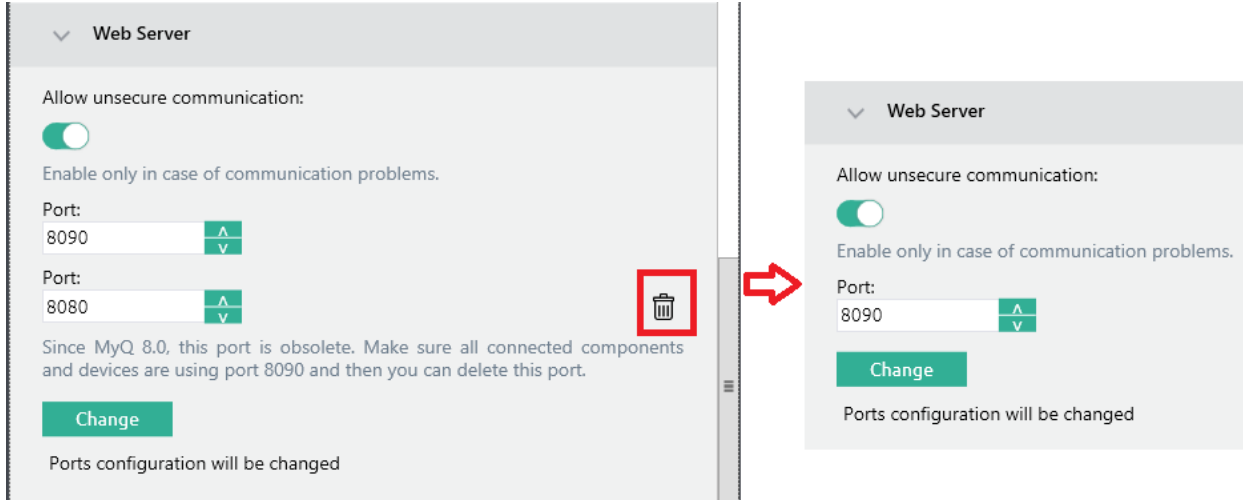 Web Server
Allow unsecure communication:
Enable only in case of communication problems.
Port:
8090
Port:
8080
Since MyQ 8.0, this port is obsolete. Make sure all connected components
and devices are using port 8090 and then you can delete this port.
Change
Ports configuration will be changed
Web Server
Allow unsecure communication:
Enable only in case of communication problems.
Port:
8090
Change
Ports configuration will be changed